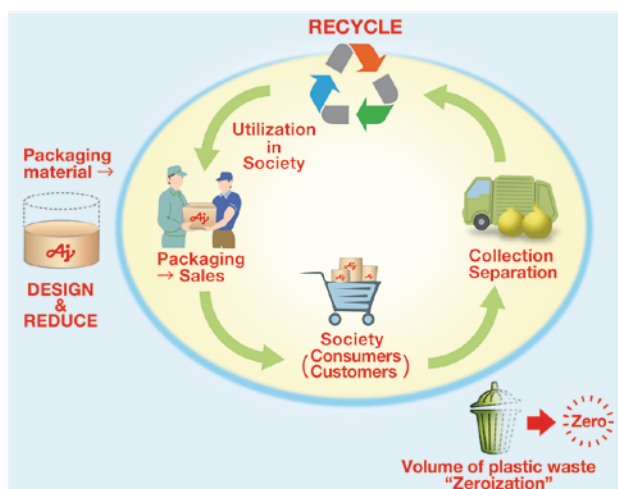 RECYCLE
Utilization
in
Society
Packaging
material →
Aj
DESIGN
&
REDUCE
Aj
Packaging
→ Sales
Aj
Society
(Consumers
Customers)
Collection
Separation
Zero
Volume of plastic waste
“Zeroization”